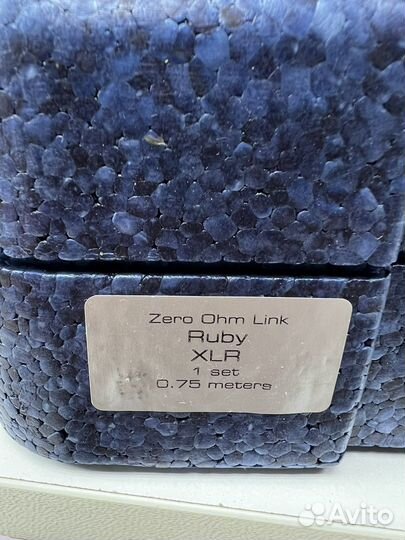 Zero Ohm Link
Ruby
XLR
1 set
0.75 meters
Avito